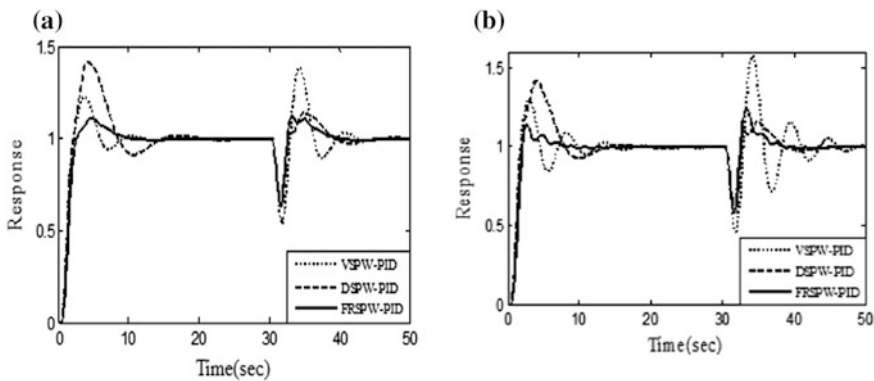 (a)
1.5
1
0.5
0
0 10 20 30 40 50
Response
Time(sec)
VSPW-PID
DSPW-PID
FRSPW-PID
(b)
1.5
1
0.5
0
0 10 20 30 40 50
Response
Time(sec)
VSPW-PID
DSPW-PID
FRSPW-PID